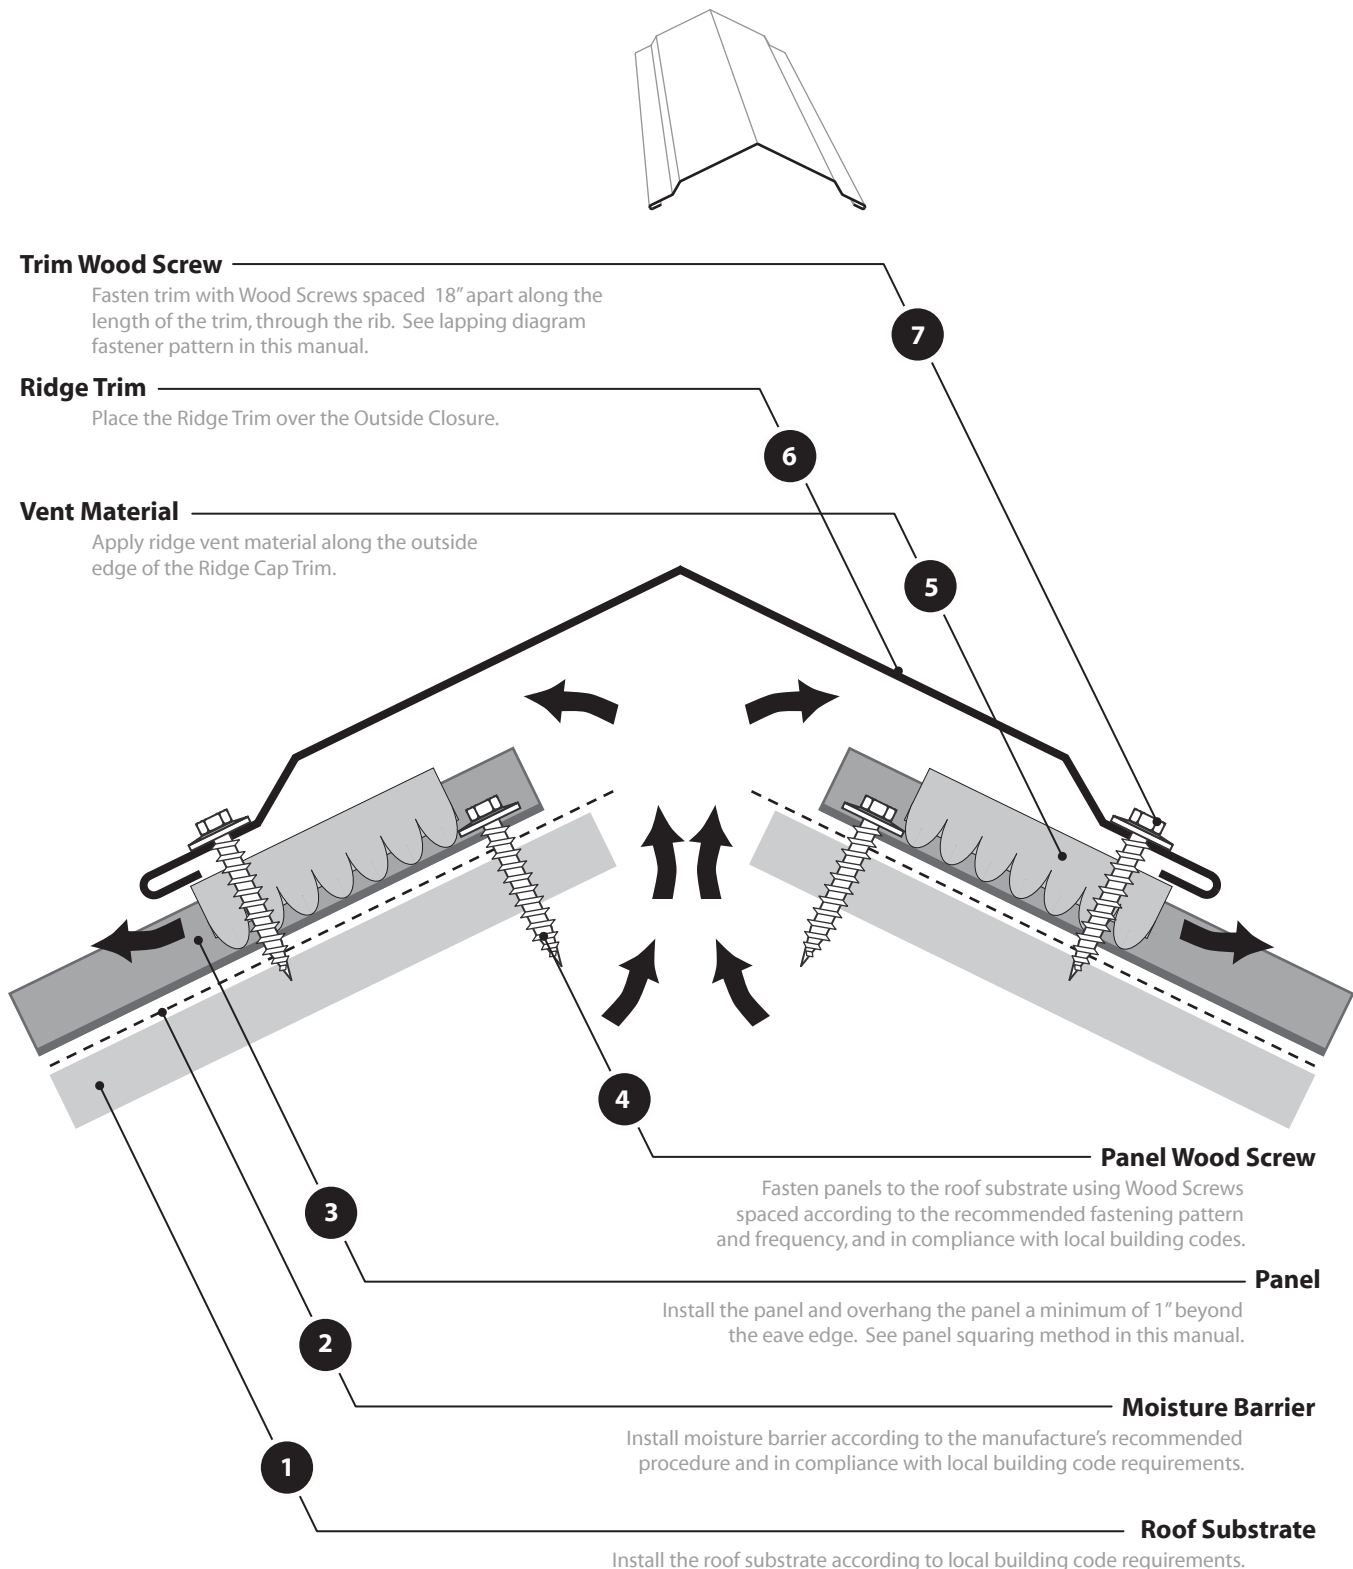 Trim Wood Screw
Fasten trim with Wood Screws spaced 18" apart along the
length of the trim, through the rib. See lapping diagram
fastener pattern in this manual.
7
Ridge Trim
Place the Ridge Trim over the Outside Closure.
6
Vent Material
Apply ridge vent material along the outside
edge of the Ridge Cap Trim.
5
4
Panel Wood Screw
Fasten panels to the roof substrate using Wood Screws
spaced according to the recommended fastening pattern
and frequency, and in compliance with local building codes.
3
Panel
Install the panel and overhang the panel a minimum of 1" beyond
the eave edge. See panel squaring method in this manual.
2
Moisture Barrier
Install moisture barrier according to the manufacture's recommended
procedure and in compliance with local building code requirements.
1
Roof Substrate
Install the roof substrate according to local building code requirements.